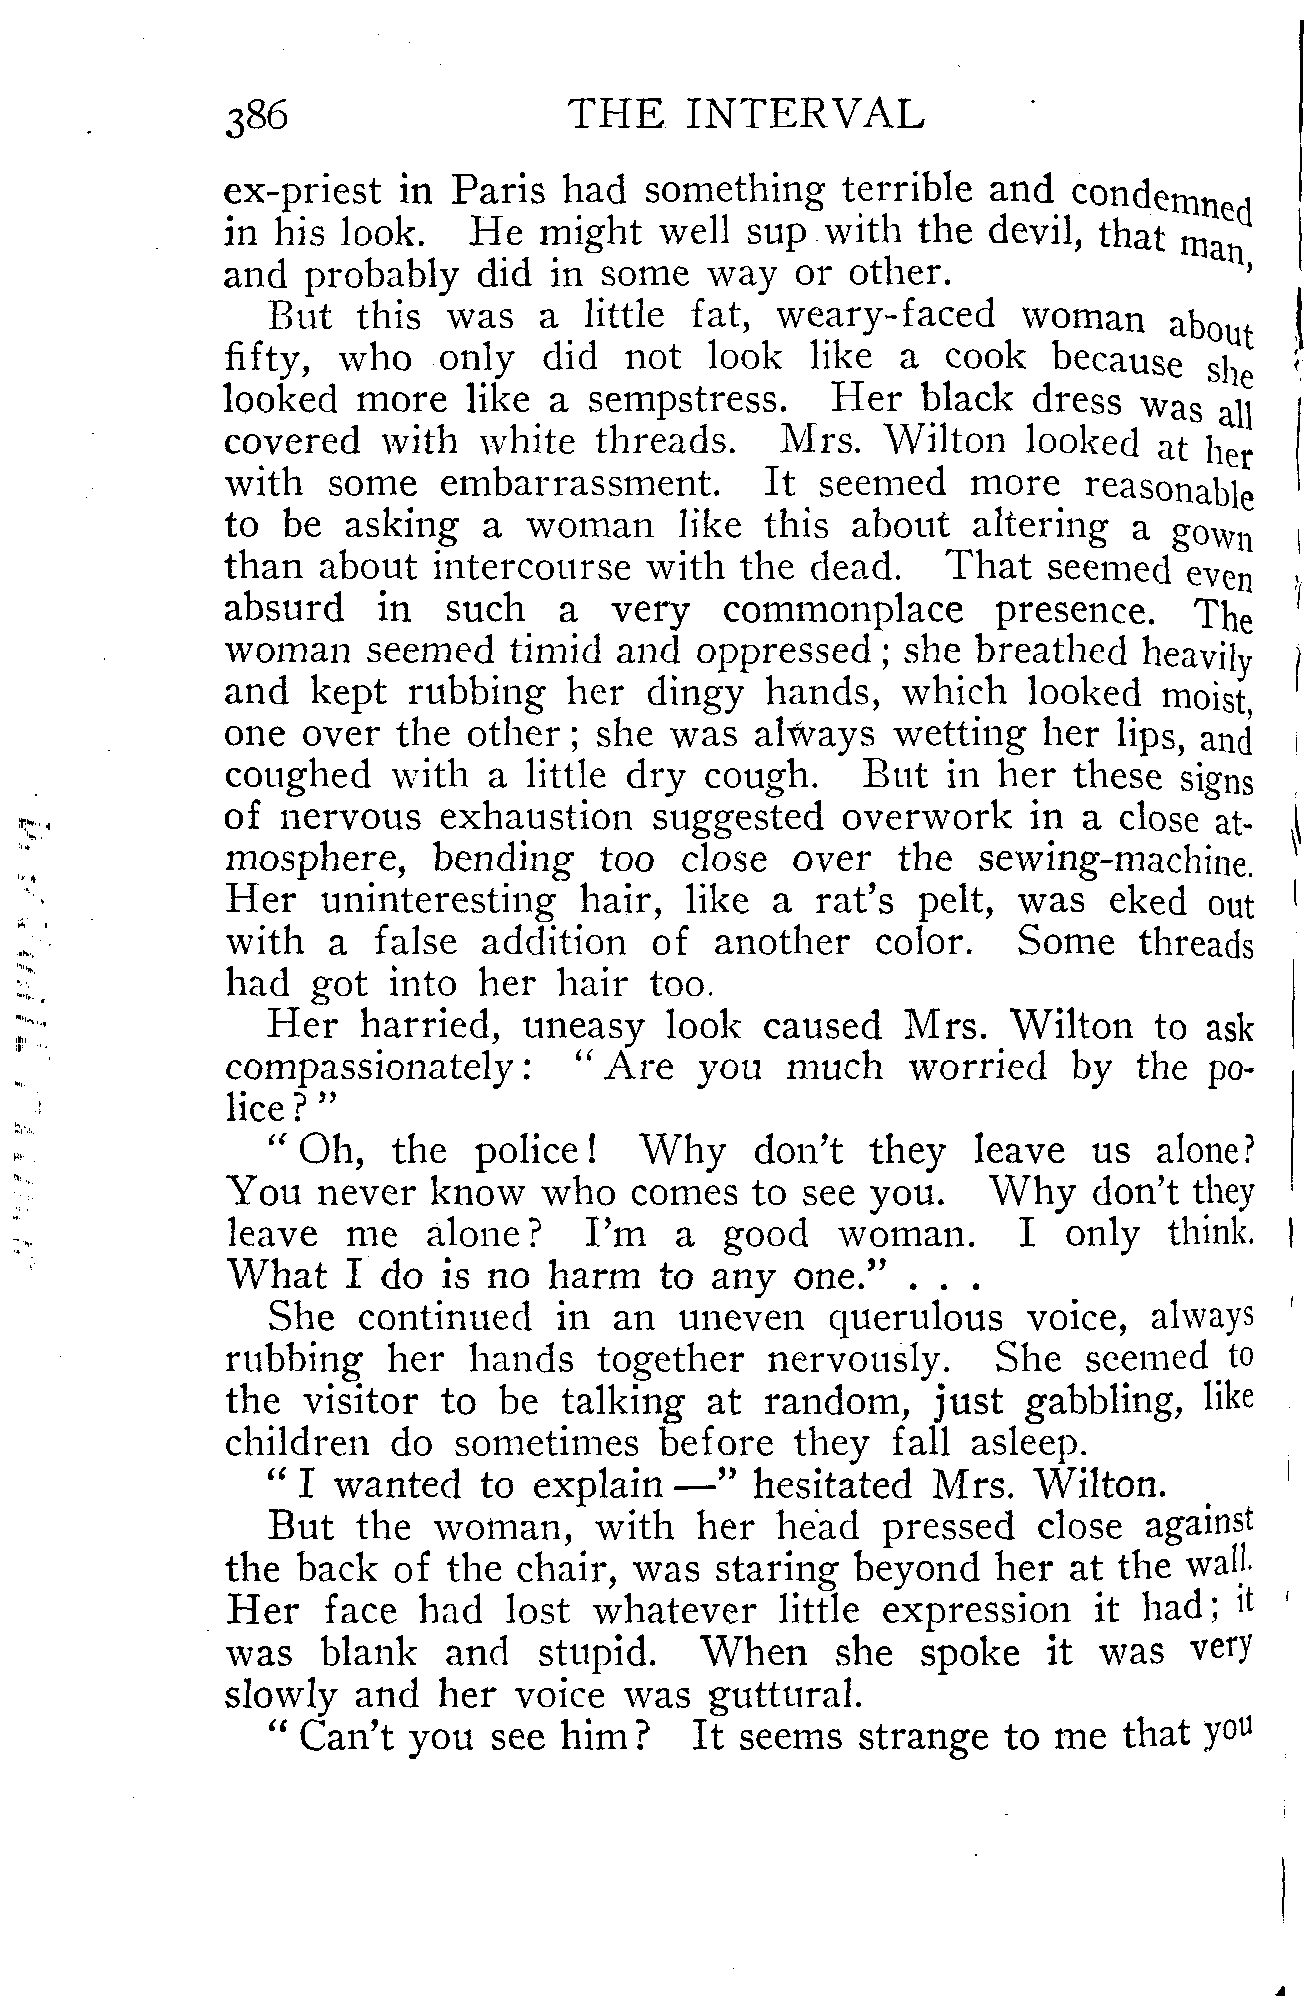 386 THE INTERVAL
ex-priest in Paris had something terrible and condemned
in his look. He might well sup with the devil, that man,
and probably did in some way or other.
But this was a little fat, weary-faced woman about
fifty, who only did not look like a cook because she
looked more like a sempstress. Her black dress was all
covered with white threads. Mrs. Wilton looked at her
with some embarrassment. It seemed more reasonable
to be asking a woman like this about altering a gown
than about intercourse with the dead. That seemed even
absurd in such a very commonplace presence. The
woman seemed timid and oppressed; she breathed heavily
and kept rubbing her dingy hands, which looked moist,
one over the other; she was always wetting her lips, and
coughed with a little dry cough. But in her these signs
of nervous exhaustion suggested overwork in a close at-
mosphere, bending too close over the sewing-machine.
Her uninteresting hair, like a rat's pelt, was eked out
with a false addition of another color. Some threads
had got into her hair too.
Her harried, uneasy look caused Mrs. Wilton to ask
compassionately: "Are you much worried by the po-
lice?"
"Oh, the police! Why don't they leave us alone?
You never know who comes to see you. Why don't they
leave me alone? I'm a good woman. I only think.
What I do is no harm to any one." . . .
She continued in an uneven querulous voice, always
rubbing her hands together nervously. She seemed to
the visitor to be talking at random, just gabbling, like
children do sometimes before they fall asleep.
"I wanted to explain—" hesitated Mrs. Wilton.
But the woman, with her head pressed close against
the back of the chair, was staring beyond her at the wall.
Her face had lost whatever little expression it had; it
was blank and stupid. When she spoke it was very
slowly and her voice was guttural.
"Can't you see him? It seems strange to me that you